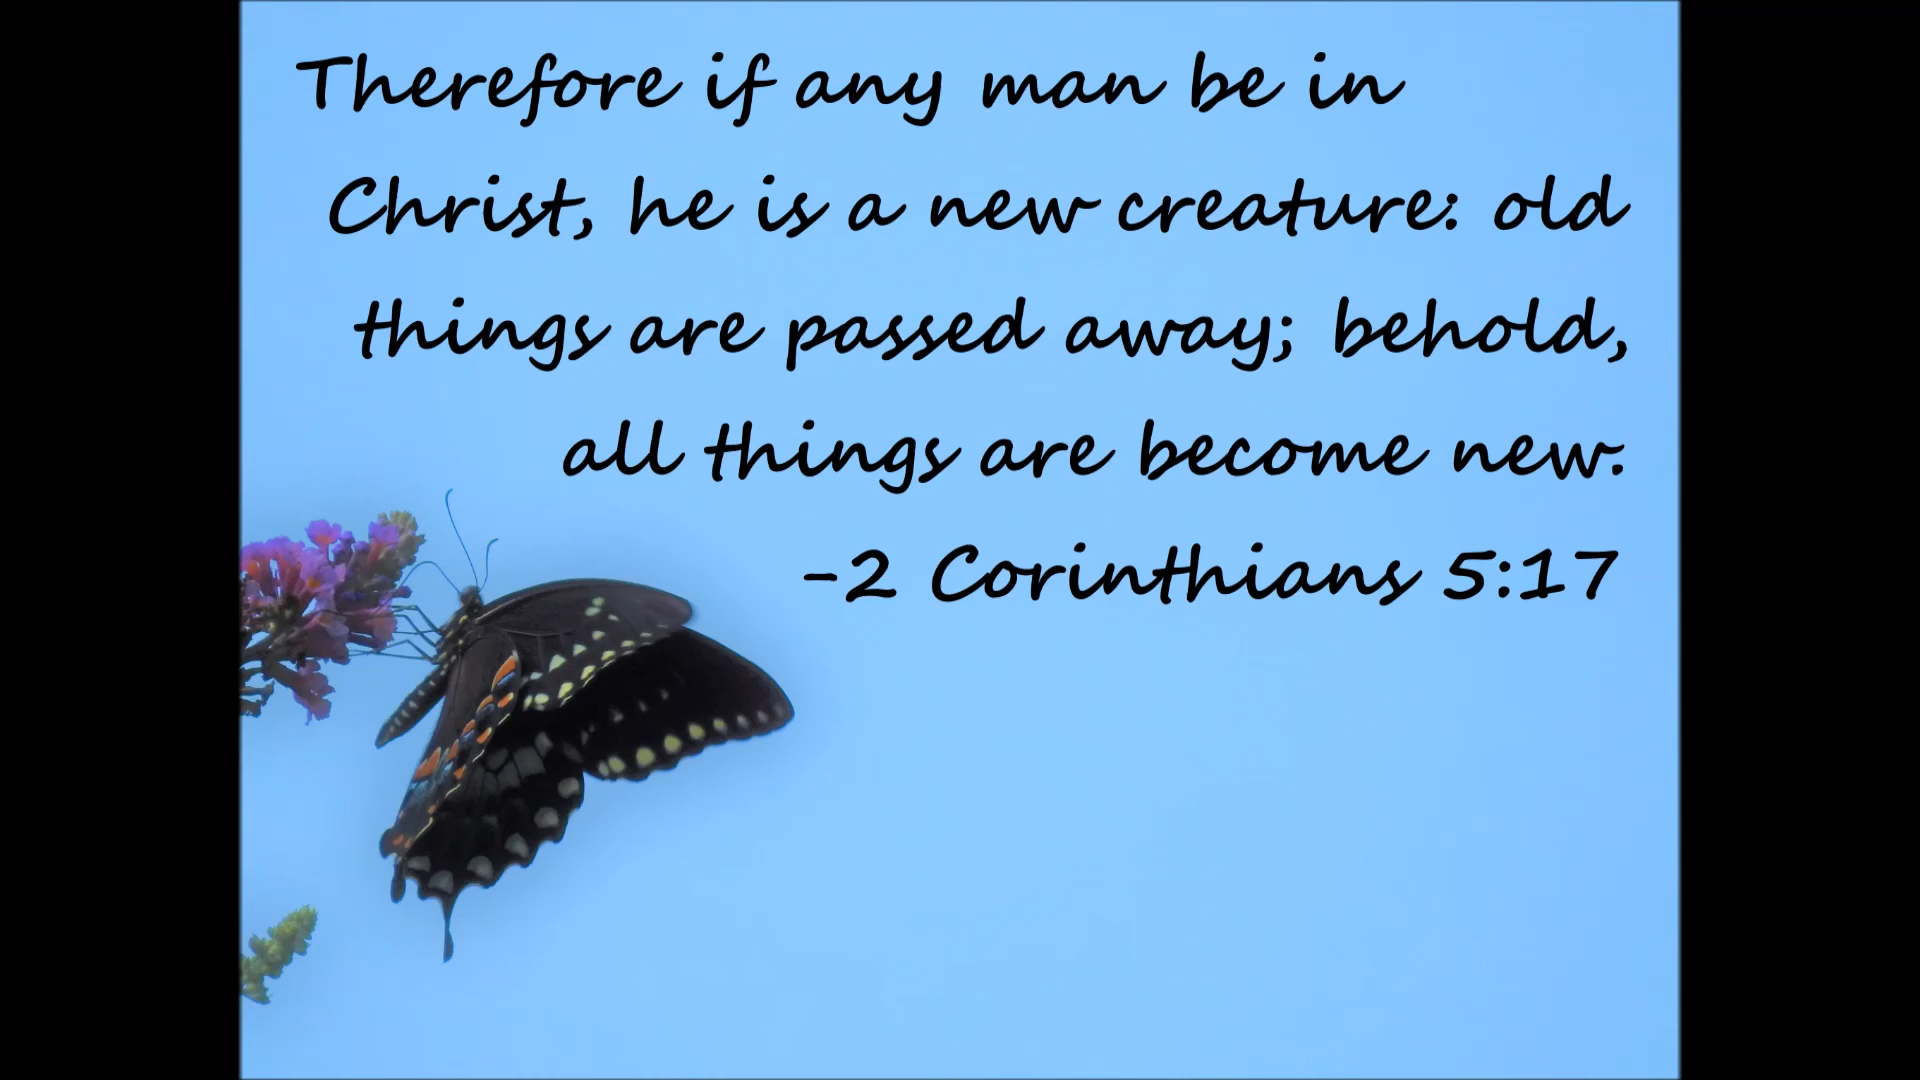 Therefore if any man be in
Christ, he is a new creature: old
things are passed away; behold,
all things are become new.
-2 Corinthians 5:17